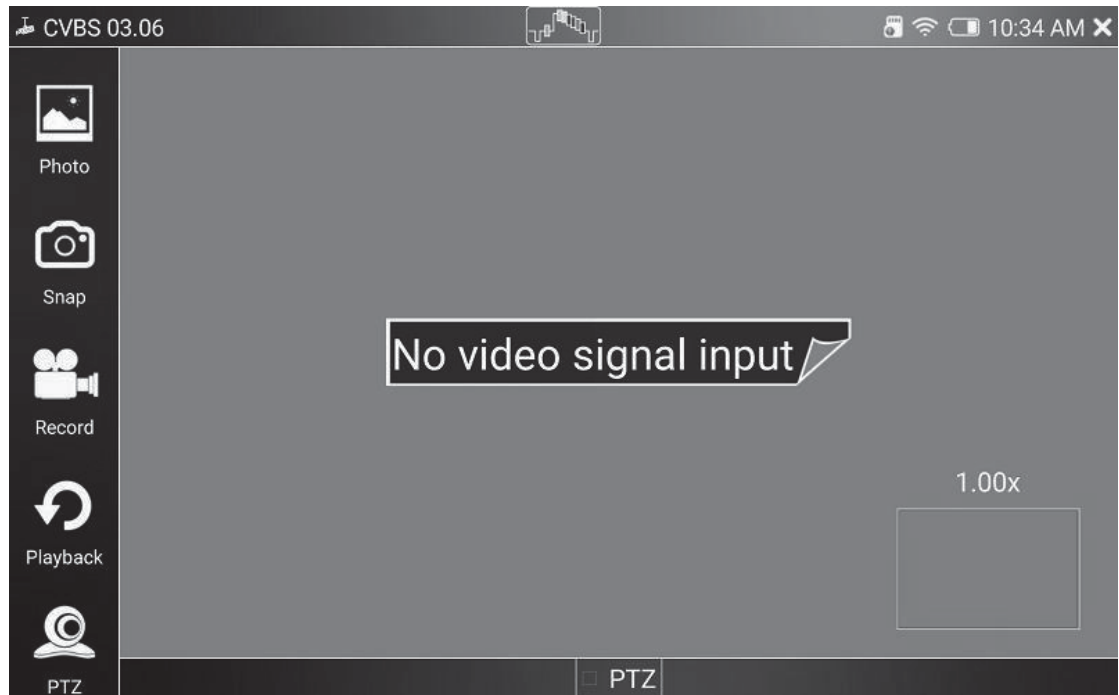 CVBS 03.06
10:34 AM
Photo
Snap
Record
Playback
PTZ
No video signal input
1.00x
PTZ